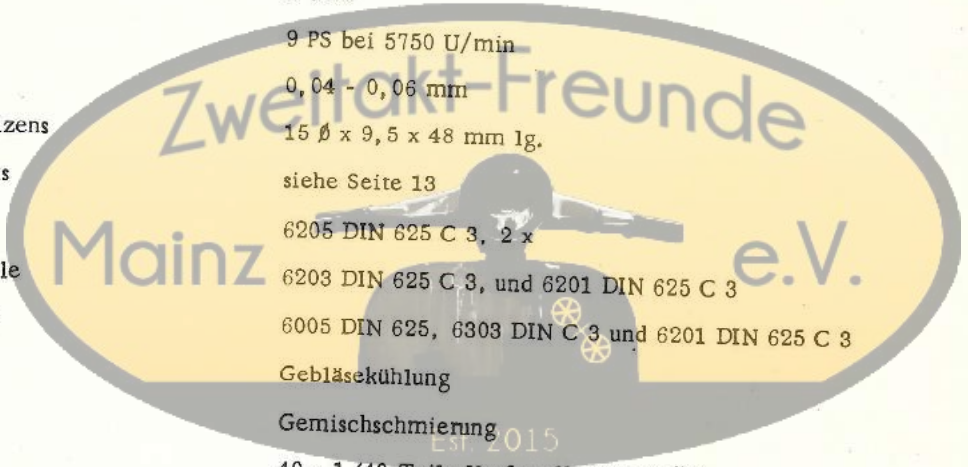 9 PS bei 5750 U/min
Zweitakt-Freunde
0,04 - 0,06 mm
zens
15 Ø x 9,5 x 48 mm lg.
s
siehe Seite 13
Mainz e.V.
6205 DIN 625 C 3, 2 x
le
6203 DIN 625 C 3, und 6201 DIN 625 C 3
6005 DIN 625, 6303 DIN C 3 und 6201 DIN 625 C 3
Gebläsekühlung
Gemischschmierung
Est. 2015